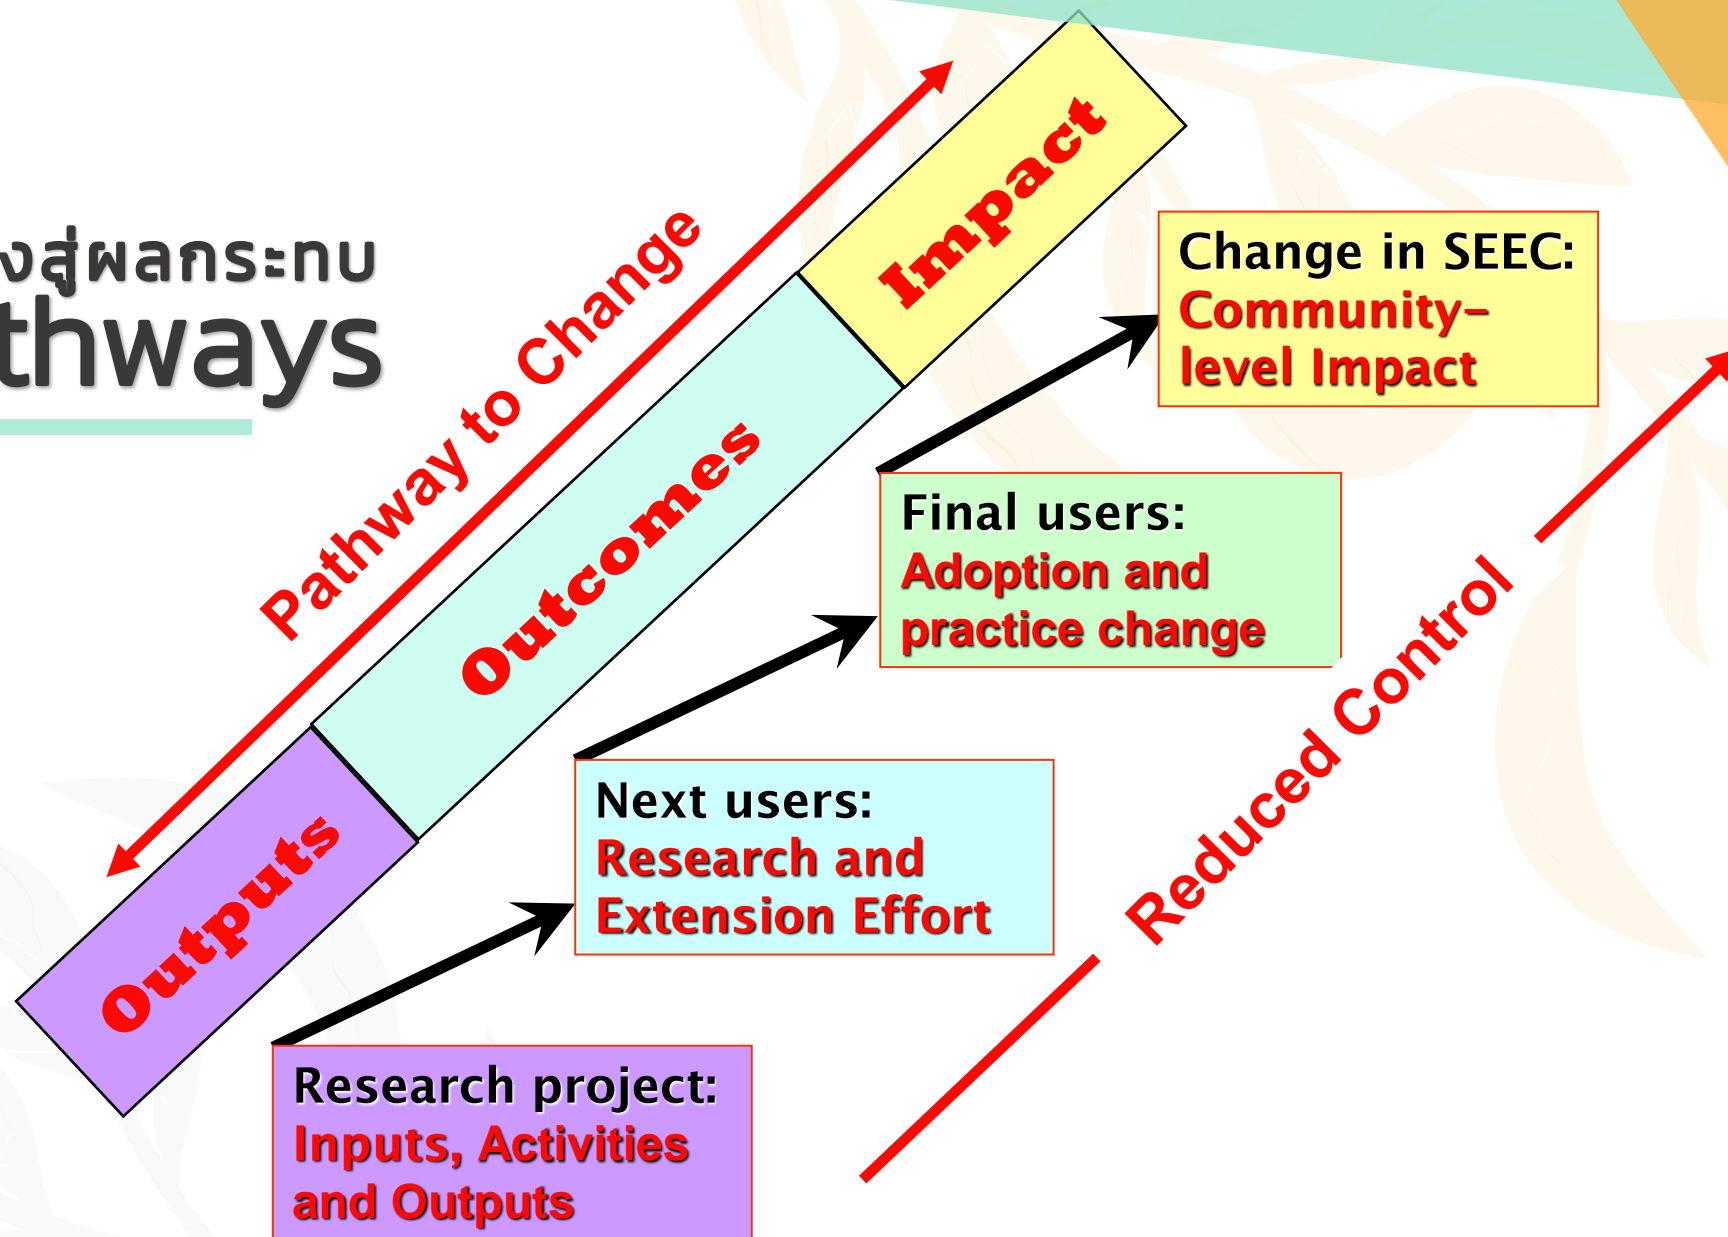 งสู่ผลกระทบ
thways
Pathway to Change
Impact
Outcomes
Outputs
Change in SEEC:
Community-
level Impact
Final users:
Adoption and
practice change
Next users:
Research and
Extension Effort
Research project:
Inputs, Activities
and Outputs
Reduced Control